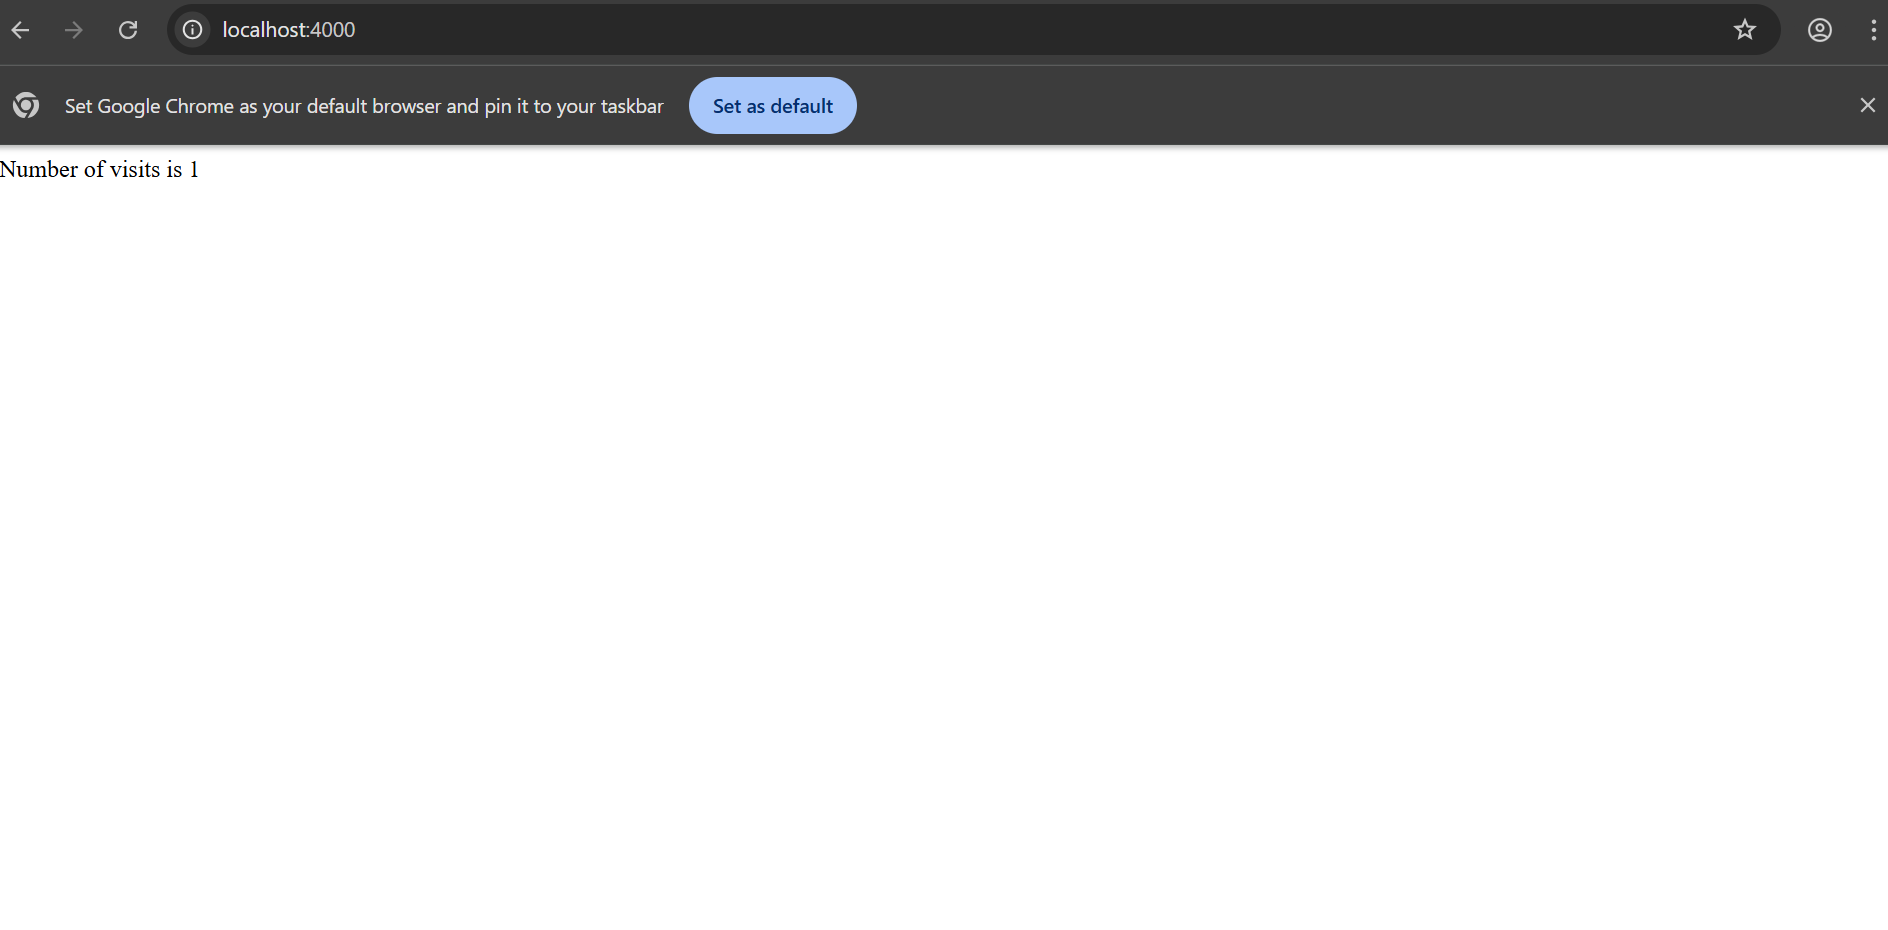 localhost:4000
Set Google Chrome as your default browser and pin it to your taskbar Set as default
Number of visits is 1